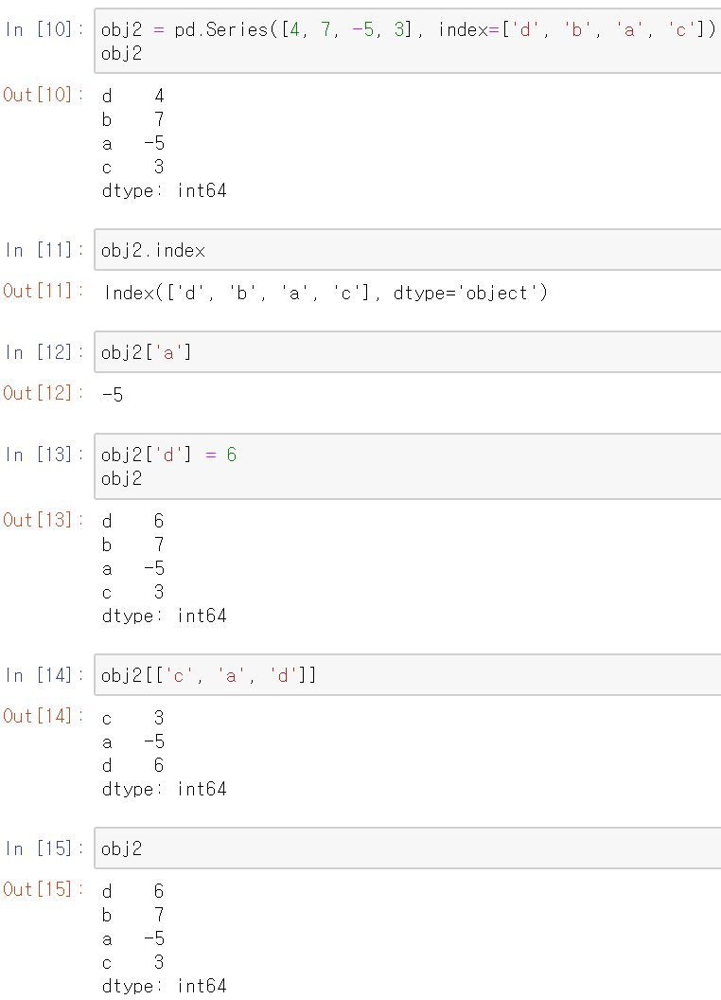 In [10]: obj2 = pd.Series([4, 7, -5, 3], index=['d', 'b', 'a', 'c'])
obj2
Out[10]: d    4
b    7
a   -5
c    3
dtype: int64
In [11]: obj2.index
Out[11]: Index(['d', 'b', 'a', 'c'], dtype='object')
In [12]: obj2['a']
Out[12]: -5
In [13]: obj2['d'] = 6
obj2
Out[13]: d    6
b    7
a   -5
c    3
dtype: int64
In [14]: obj2[['c', 'a', 'd']]
Out[14]: c    3
a   -5
d    6
dtype: int64
In [15]: obj2
Out[15]: d    6
b    7
a   -5
c    3
dtype: int64